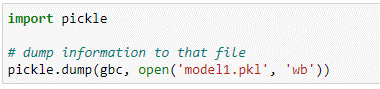 import pickle
# dump information to that file
pickle.dump(gbc, open('model1.pkl', 'wb'))